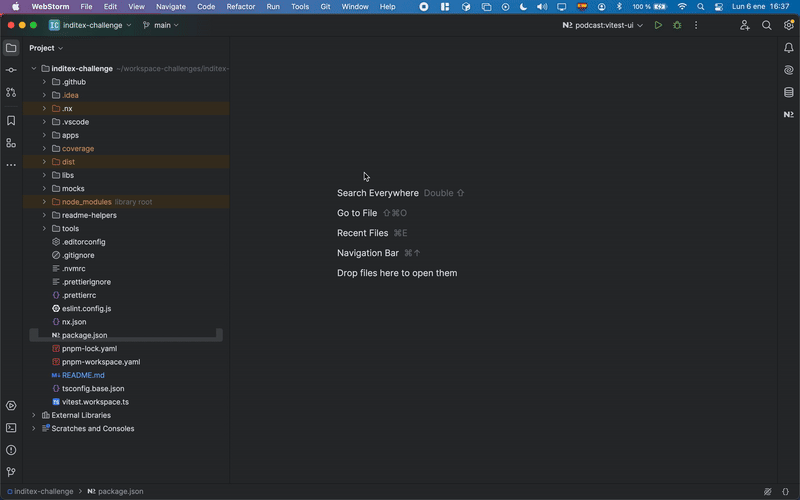 WebStorm File Edit View Navigate Code Refactor Run Tools Git Window Help 100 % Lun 6 ene 16:37
IC inditex-challenge main podcast:vitest-ui
Project
inditex-challenge ~/workspace-challenges/inditex-
.github
.idea
.nx
.vscode
apps
coverage
dist
libs
mocks
node_modules library root
readme-helpers
tools
.editorconfig
.gitignore
.nvmrc
.prettierignore
.prettierrc
eslint.config.js
nx.json
package.json
pnpm-lock.yaml
pnpm-workspace.yaml
M↓ README.md
tsconfig.base.json
TS vitest.workspace.ts
External Libraries
Scratches and Consoles
Search Everywhere Double ⇧
Go to File ⇧⌘O
Recent Files ⌘E
Navigation Bar ⌘↑
Drop files here to open them
inditex-challenge > package.json